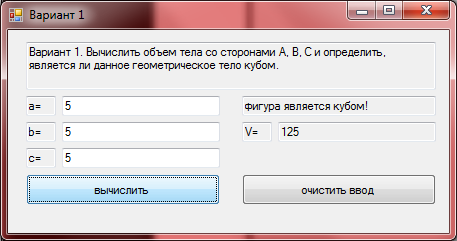 Вариант 1
Вариант 1. Вычислить объем тела со сторонами A, B, C и определить,
является ли данное геометрическое тело кубом.
a= 5 фигура является кубом!
b= 5 V= 125
c= 5
вычислить очистить ввод